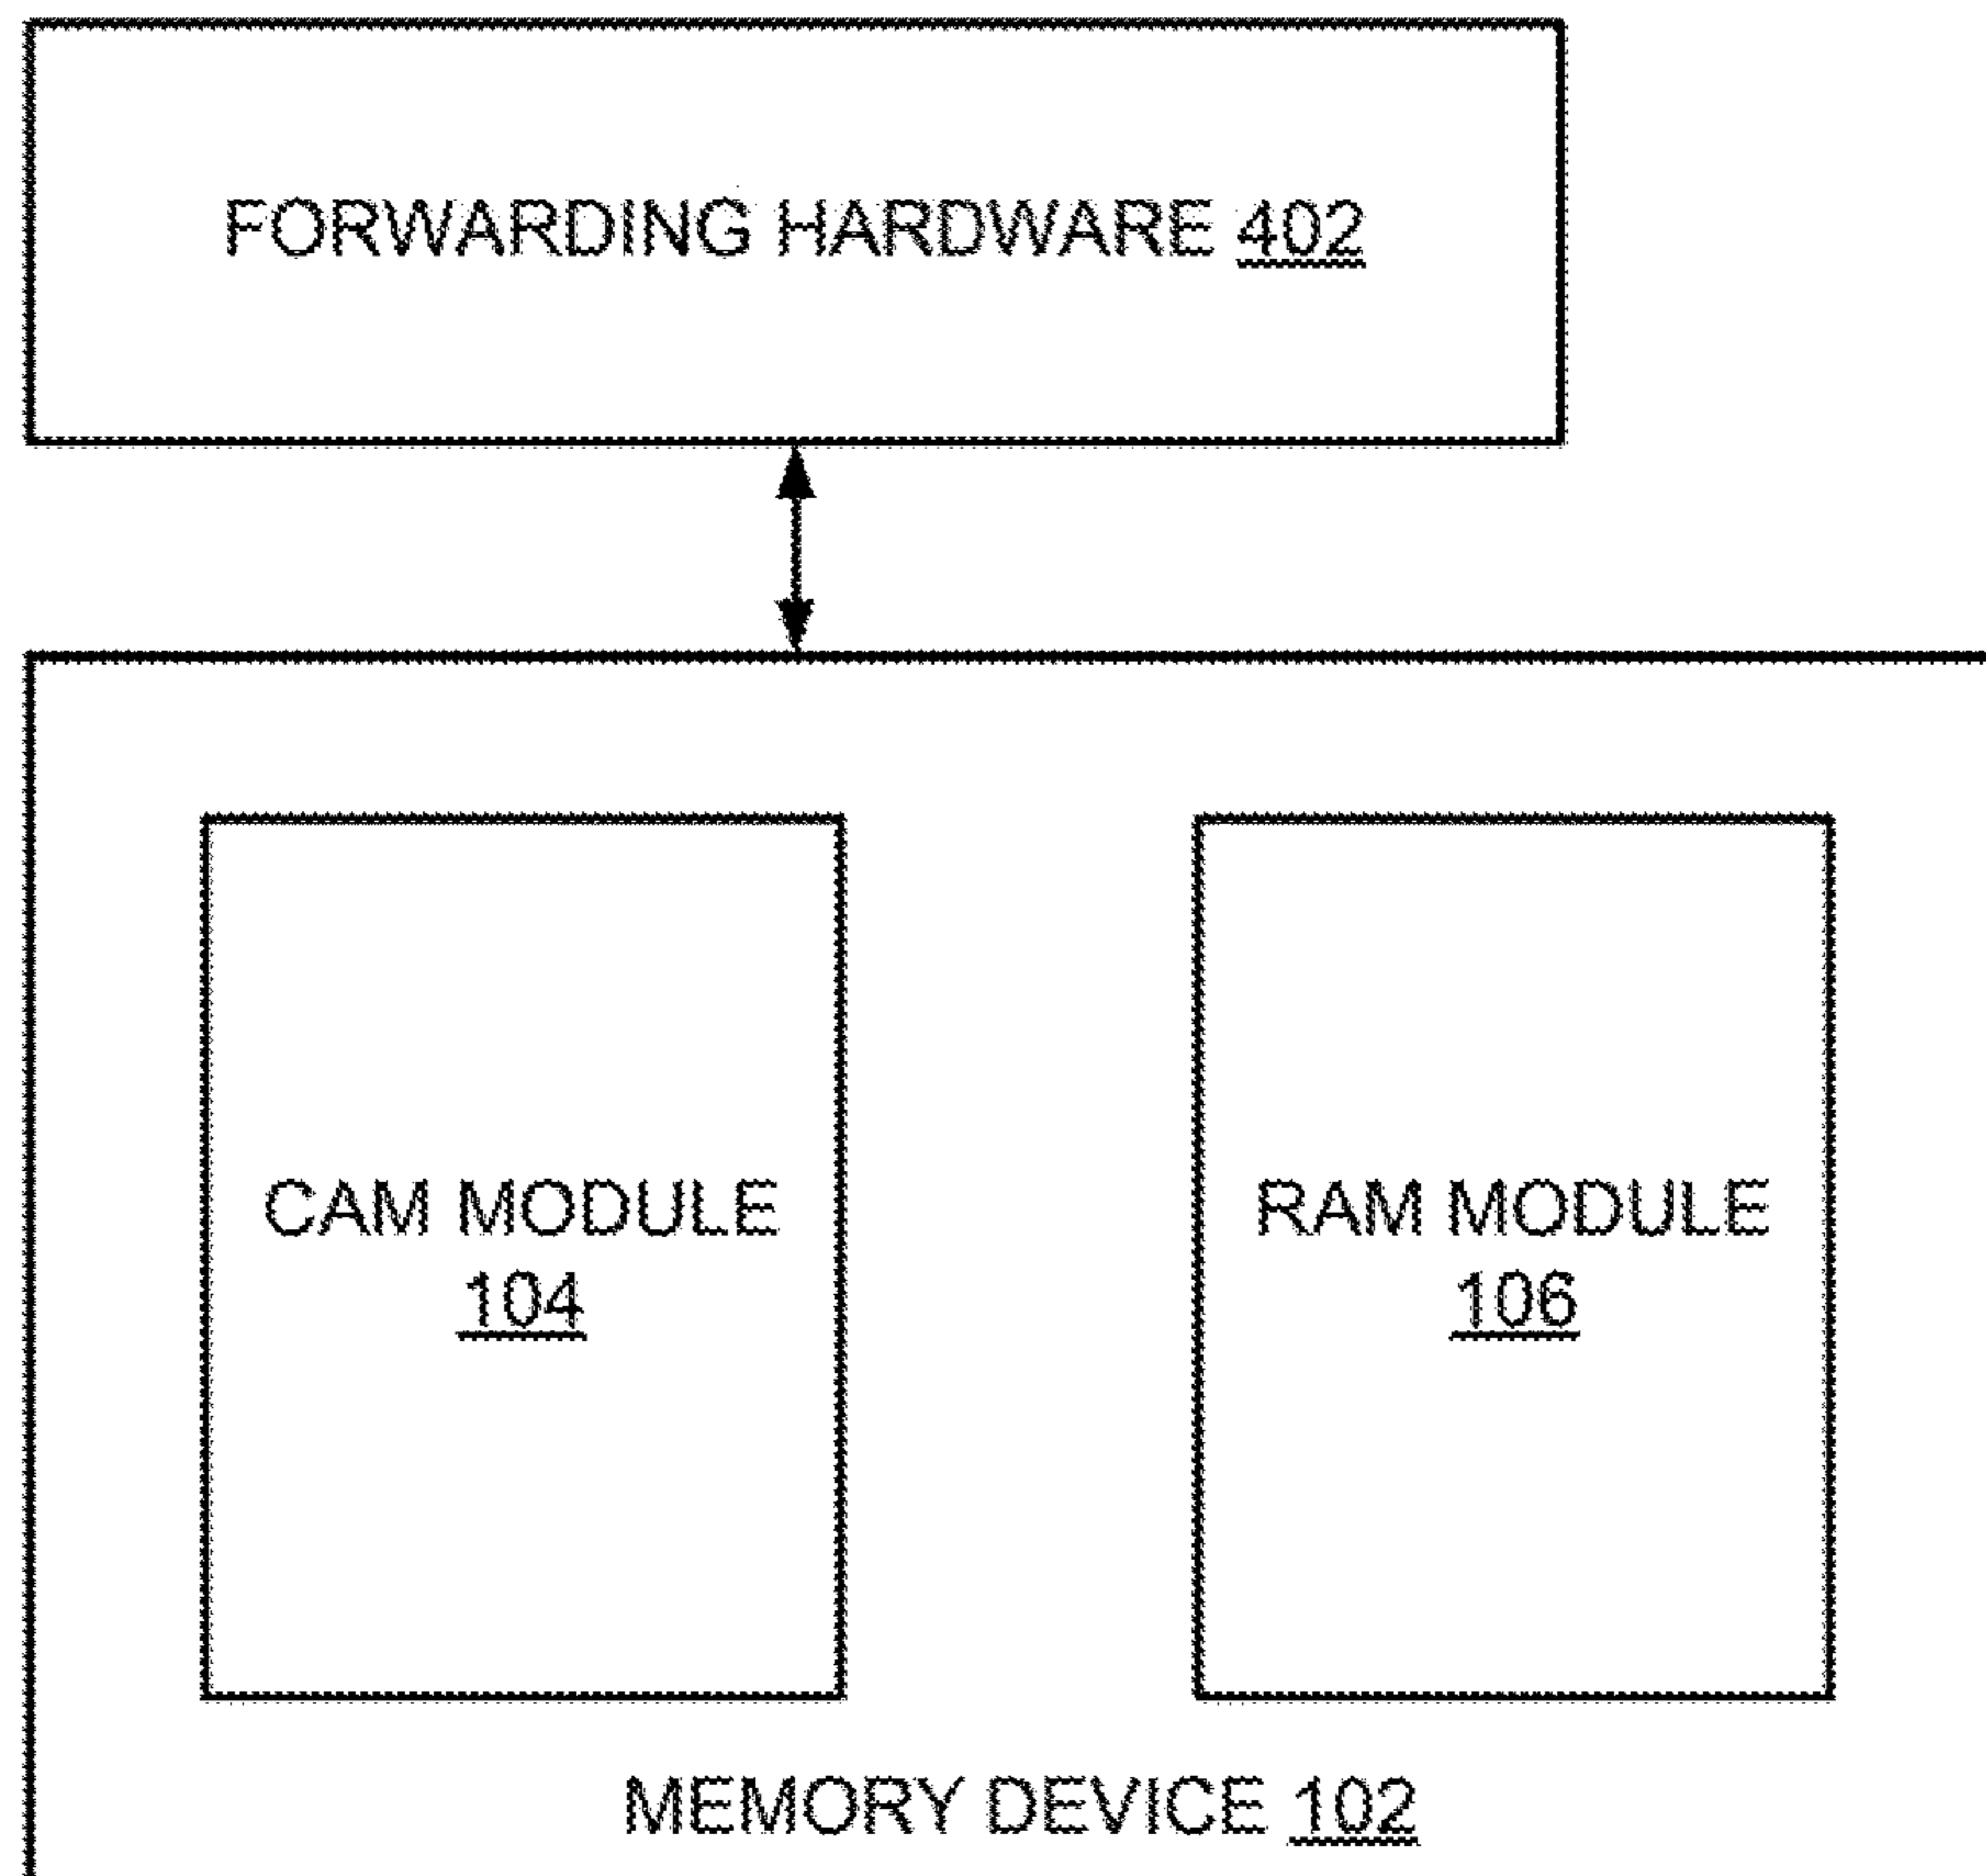 FORWARDING HARDWARE 402
CAM MODULE
104
RAM MODULE
106
MEMORY DEVICE 102